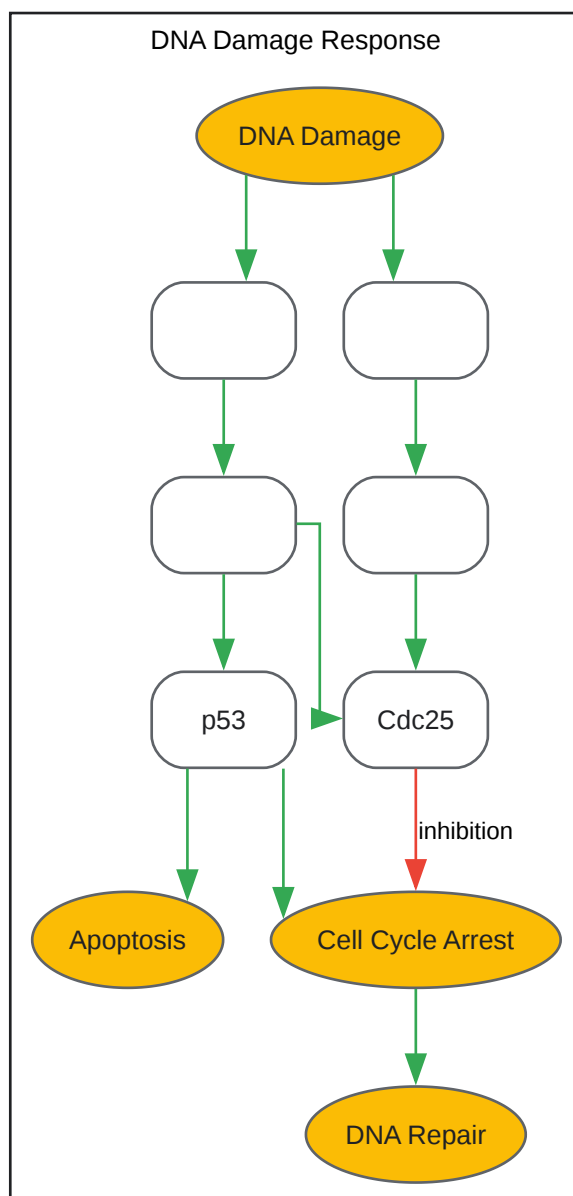 DNA Damage Response
DNA Damage
p53
Cdc25
inhibition
Apoptosis
Cell Cycle Arrest
DNA Repair